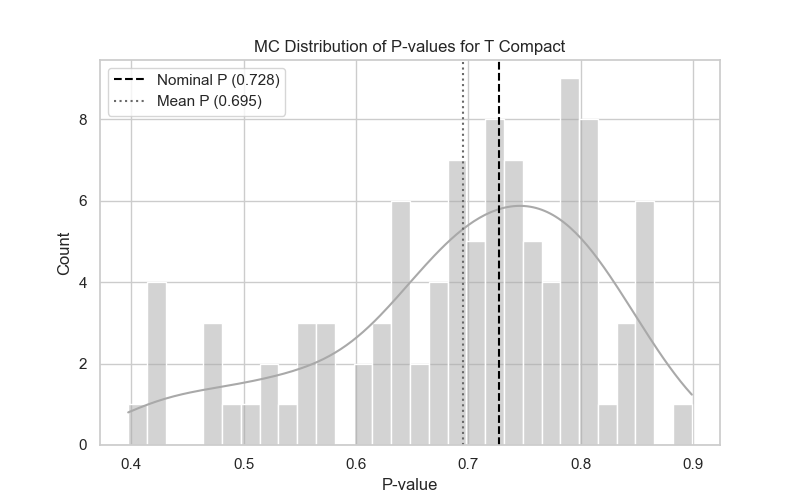 MC Distribution of P-values for T Compact
Nominal P (0.728)
Mean P (0.695)
Count
8
6
4
2
0
0.4 0.5 0.6 0.7 0.8 0.9
P-value